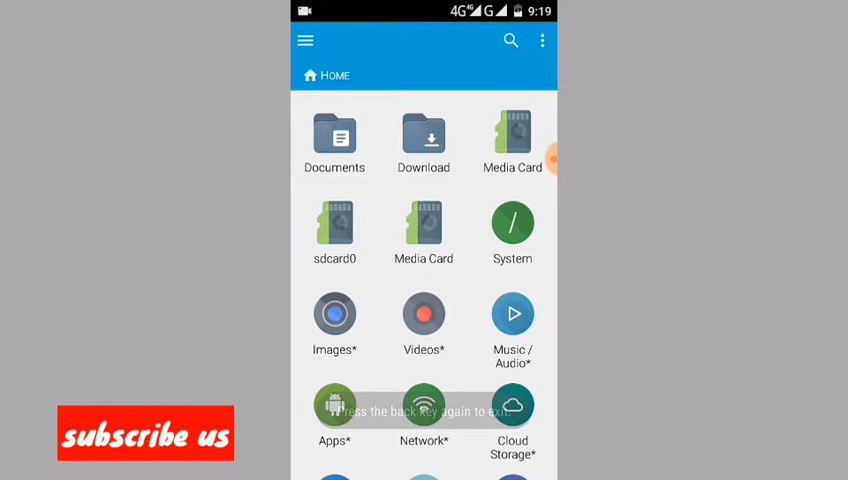 4G 4G G 9:19
HOME
Documents Download Media Card
sdcard0 Media Card System
Images* Videos* Music /
Audio*
Press the back key again to exit.
Apps* Network* Cloud
Storage*
subscribe us